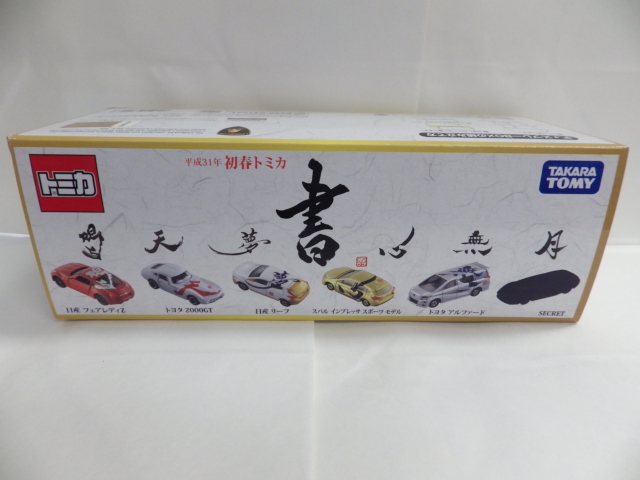 トミカ
平成31年 初春トミカ
TAKARA
TOMY
書
天 夢 心 無 月
日産 フェアレディZ
トヨタ 2000GT
日産 リーフ
スバル インプレッサ スポーツ モデル
トヨタ アルファード
SECRET